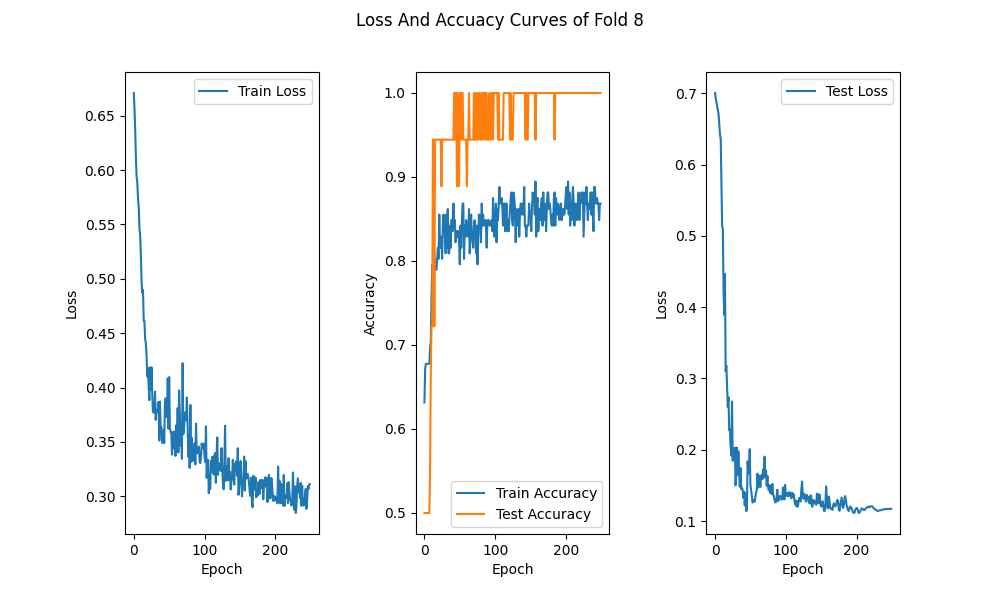 Loss And Accuacy Curves of Fold 8
Train Loss
0.65
0.60
0.55
0.50
0.45
0.40
0.35
0.30
Loss
0
100
200
Epoch
1.0
0.9
0.8
0.7
0.6
0.5
Accuracy
Train Accuracy
Test Accuracy
0
100
200
Epoch
Test Loss
0.7
0.6
0.5
0.4
0.3
0.2
0.1
Loss
0
100
200
Epoch